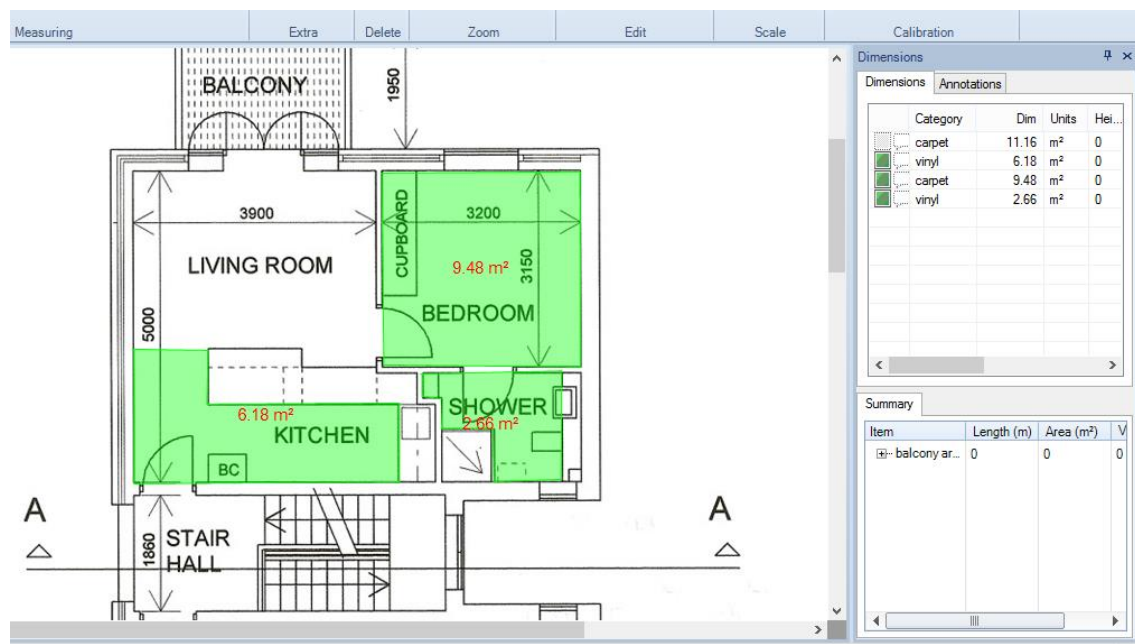 Measuring
Extra
Delete
Zoom
Edit
Scale
Calibration
BALCONY
1950
3900
3200
CUPBOARD
LIVING ROOM
9.48 m²
3150
BEDROOM
5000
SHOWER
2.66 m²
6.18 m²
KITCHEN
BC
A
A
STAIR
HALL
1860
Dimensions
Dimensions Annotations
Category Dim Units Hei...
carpet 11.16 m² 0
vinyl 6.18 m² 0
carpet 9.48 m² 0
vinyl 2.66 m² 0
Summary
Item Length (m) Area (m²) V
balcony ar... 0 0 0